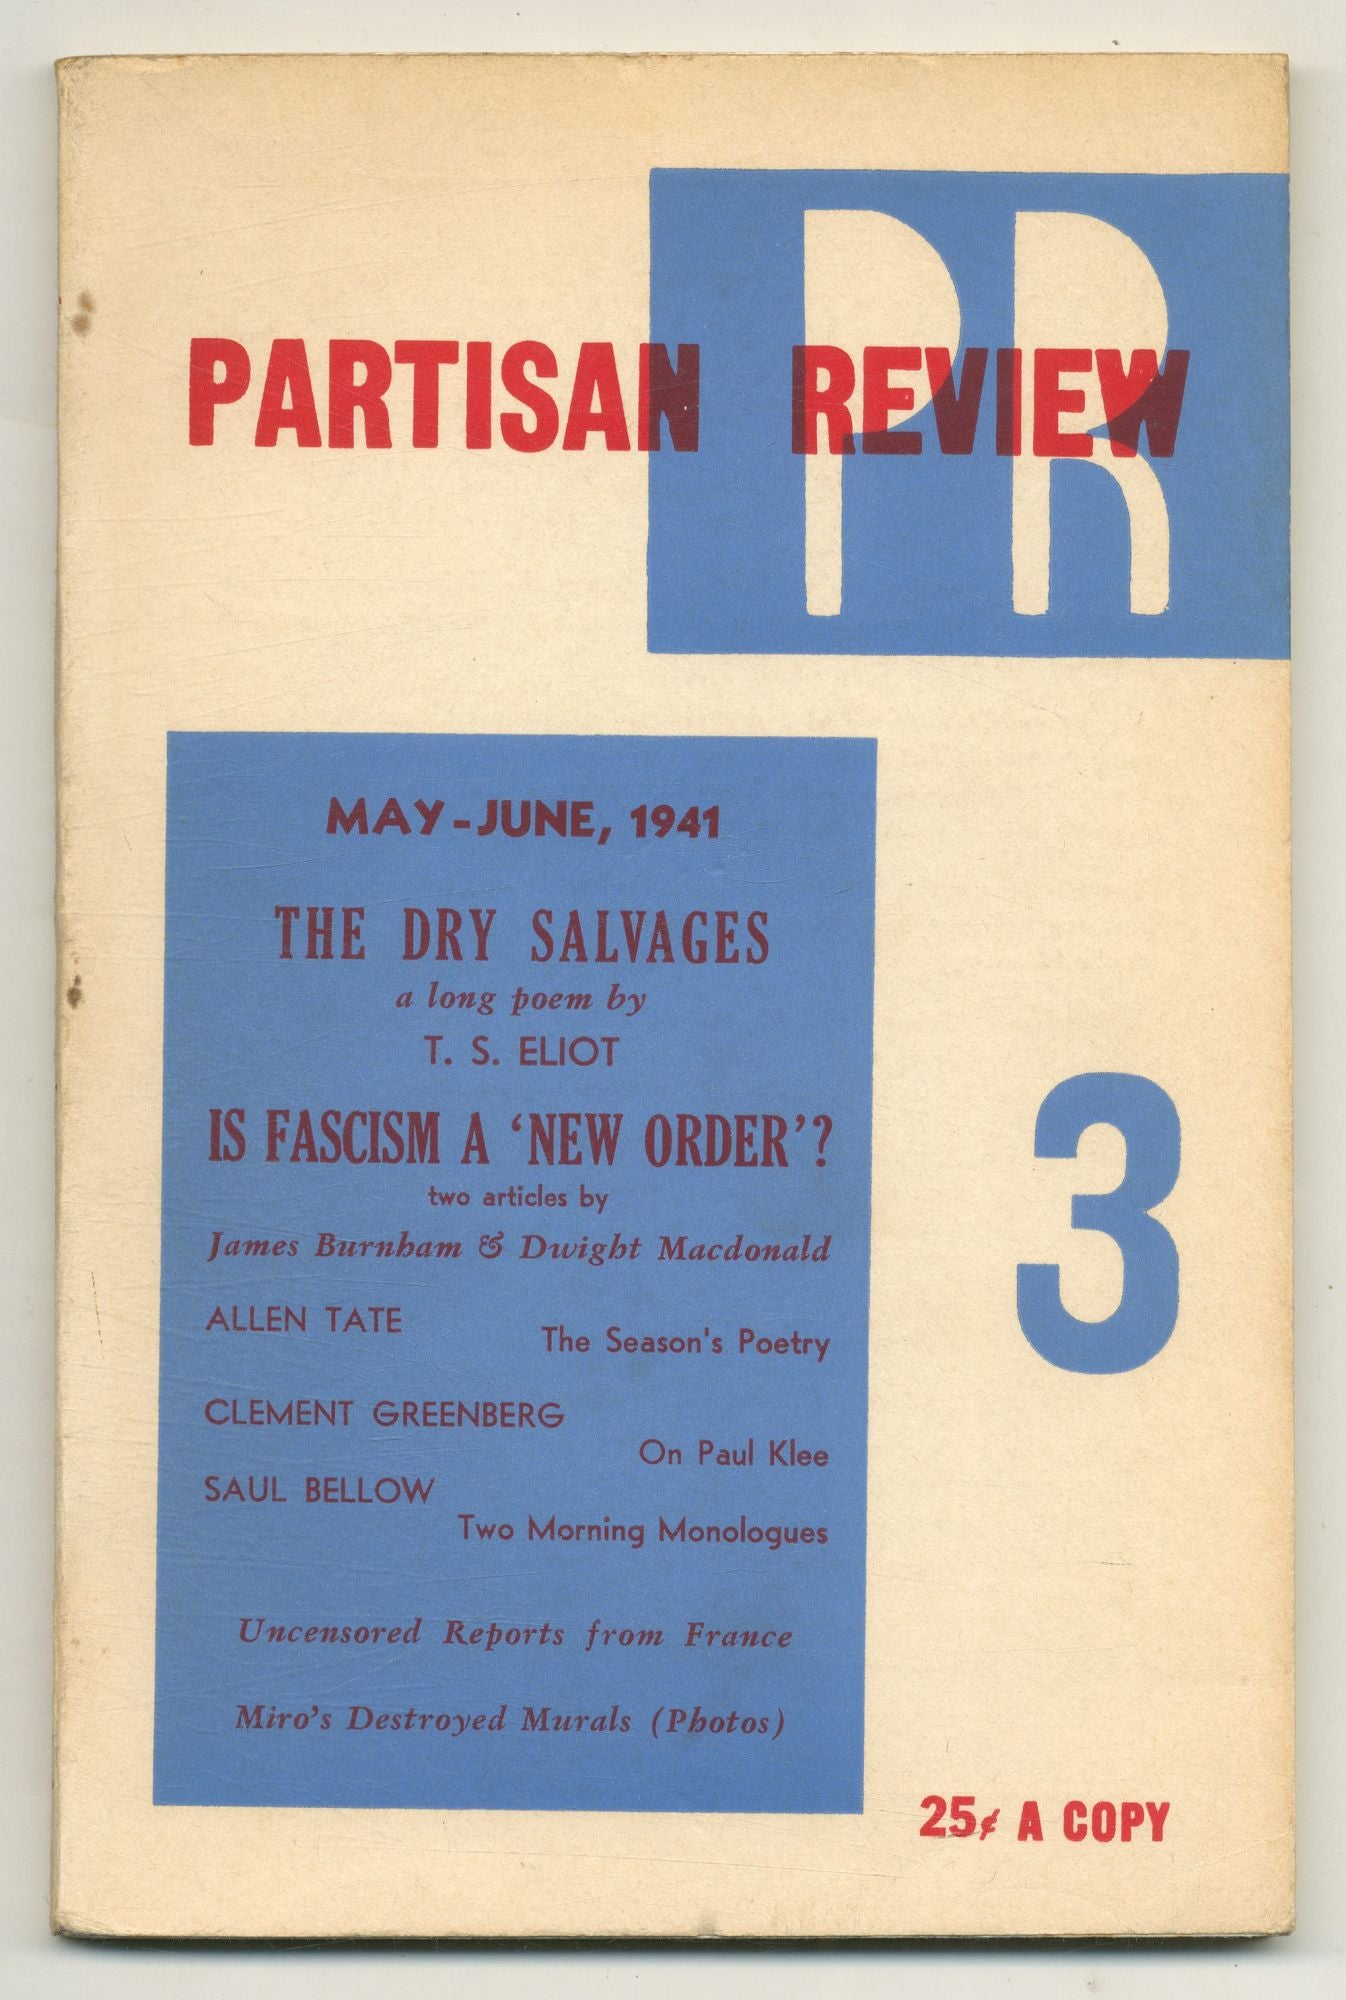 PR
PARTISAN REVIEW
MAY-JUNE, 1941
THE DRY SALVAGES
a long poem by
T. S. ELIOT
IS FASCISM A ‘NEW ORDER’?
two articles by
James Burnham & Dwight Macdonald
ALLEN TATE
The Season's Poetry
CLEMENT GREENBERG
On Paul Klee
SAUL BELLOW
Two Morning Monologues
Uncensored Reports from France
Miro’s Destroyed Murals (Photos)
3
25¢ A COPY